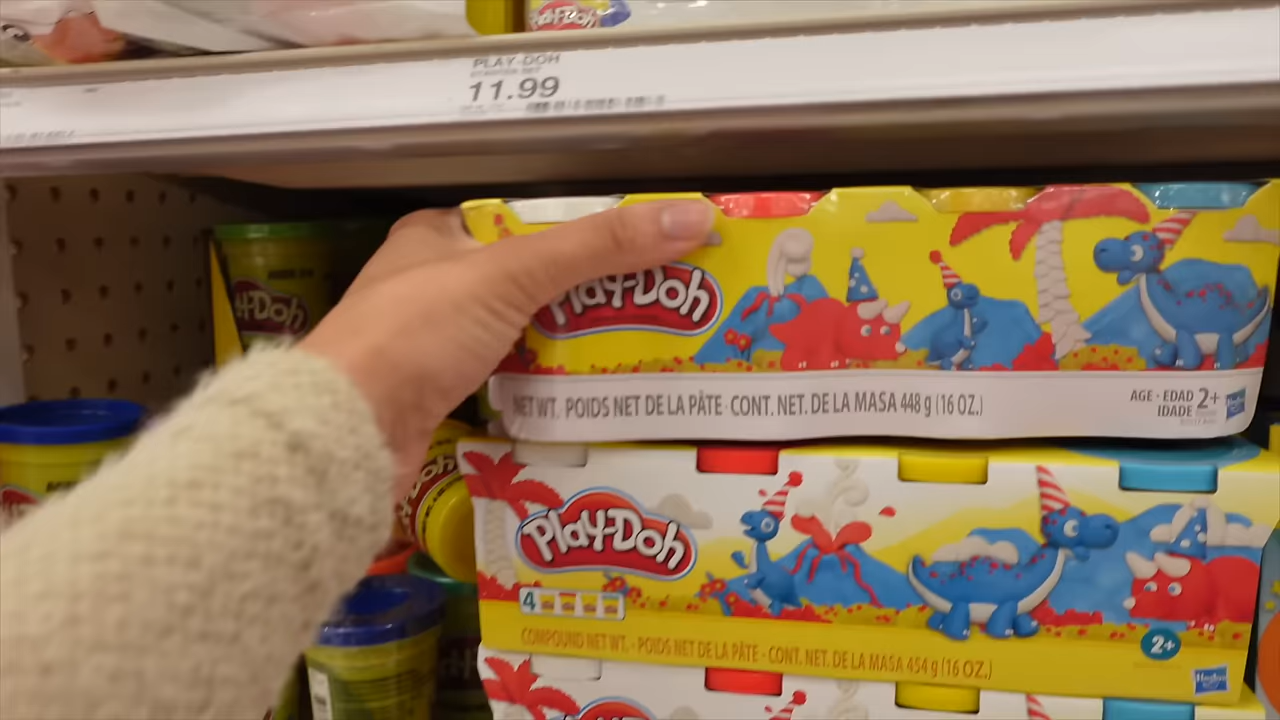 Play-Doh
PLAY-DOH
11.99
Play-Doh
Play-Doh
NET WT. POIDS NET DE LA PÂTE · CONT. NET. DE LA MASA 448 g (16 OZ.)
AGE · EDAD
IDADE
2+
Hasbro
Play-Doh
Play-Doh
4
COMPOUND NET WT. - POIDS NET DE LA PÂTE - CONT. NET. DE LA MASA 454 g (16 OZ.)
2+
Hasbro